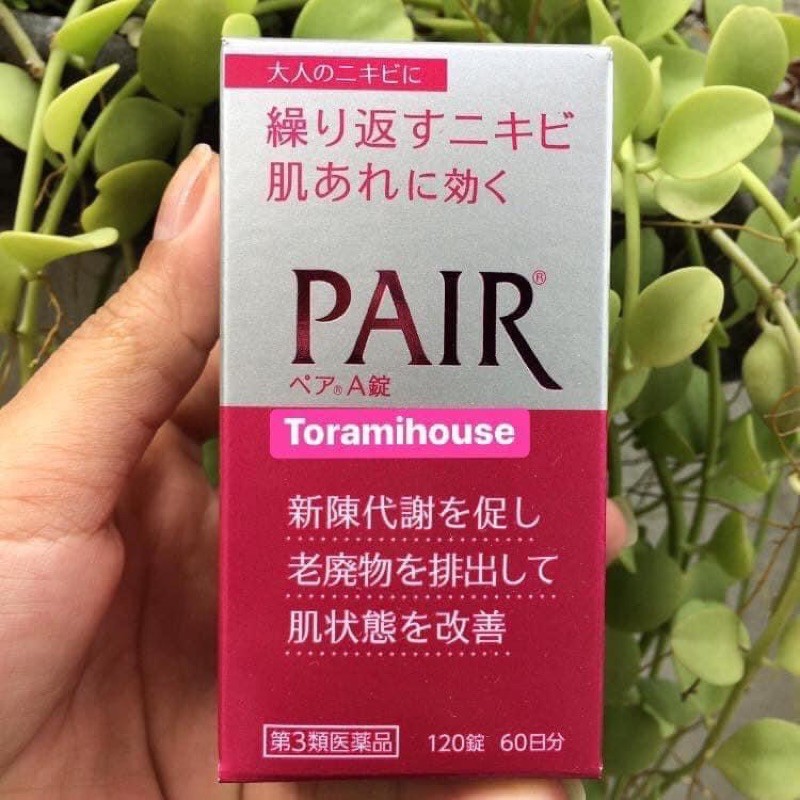 大人のニキビに
繰り返すニキビ
肌あれに効く
PAIR®
ペア®A錠
Toramihouse
新陳代謝を促し
老廃物を排出して
肌状態を改善
第3類医薬品 120錠 60日分